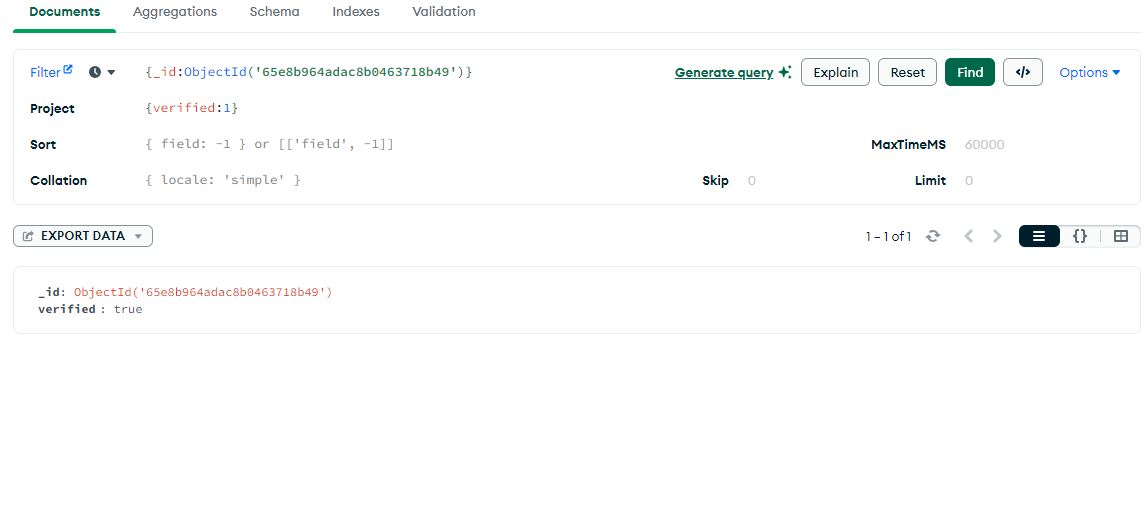 Documents Aggregations Schema Indexes Validation
Filter {_id:ObjectId('65e8b964adac8b0463718b49')} Generate query Explain Reset Find </> Options
Project {verified:1}
Sort { field: -1 } or [['field', -1]] MaxTimeMS 60000
Collation { locale: 'simple' } Skip 0 Limit 0
EXPORT DATA 1 – 1 of 1 {}
_id: ObjectId('65e8b964adac8b0463718b49')
verified : true